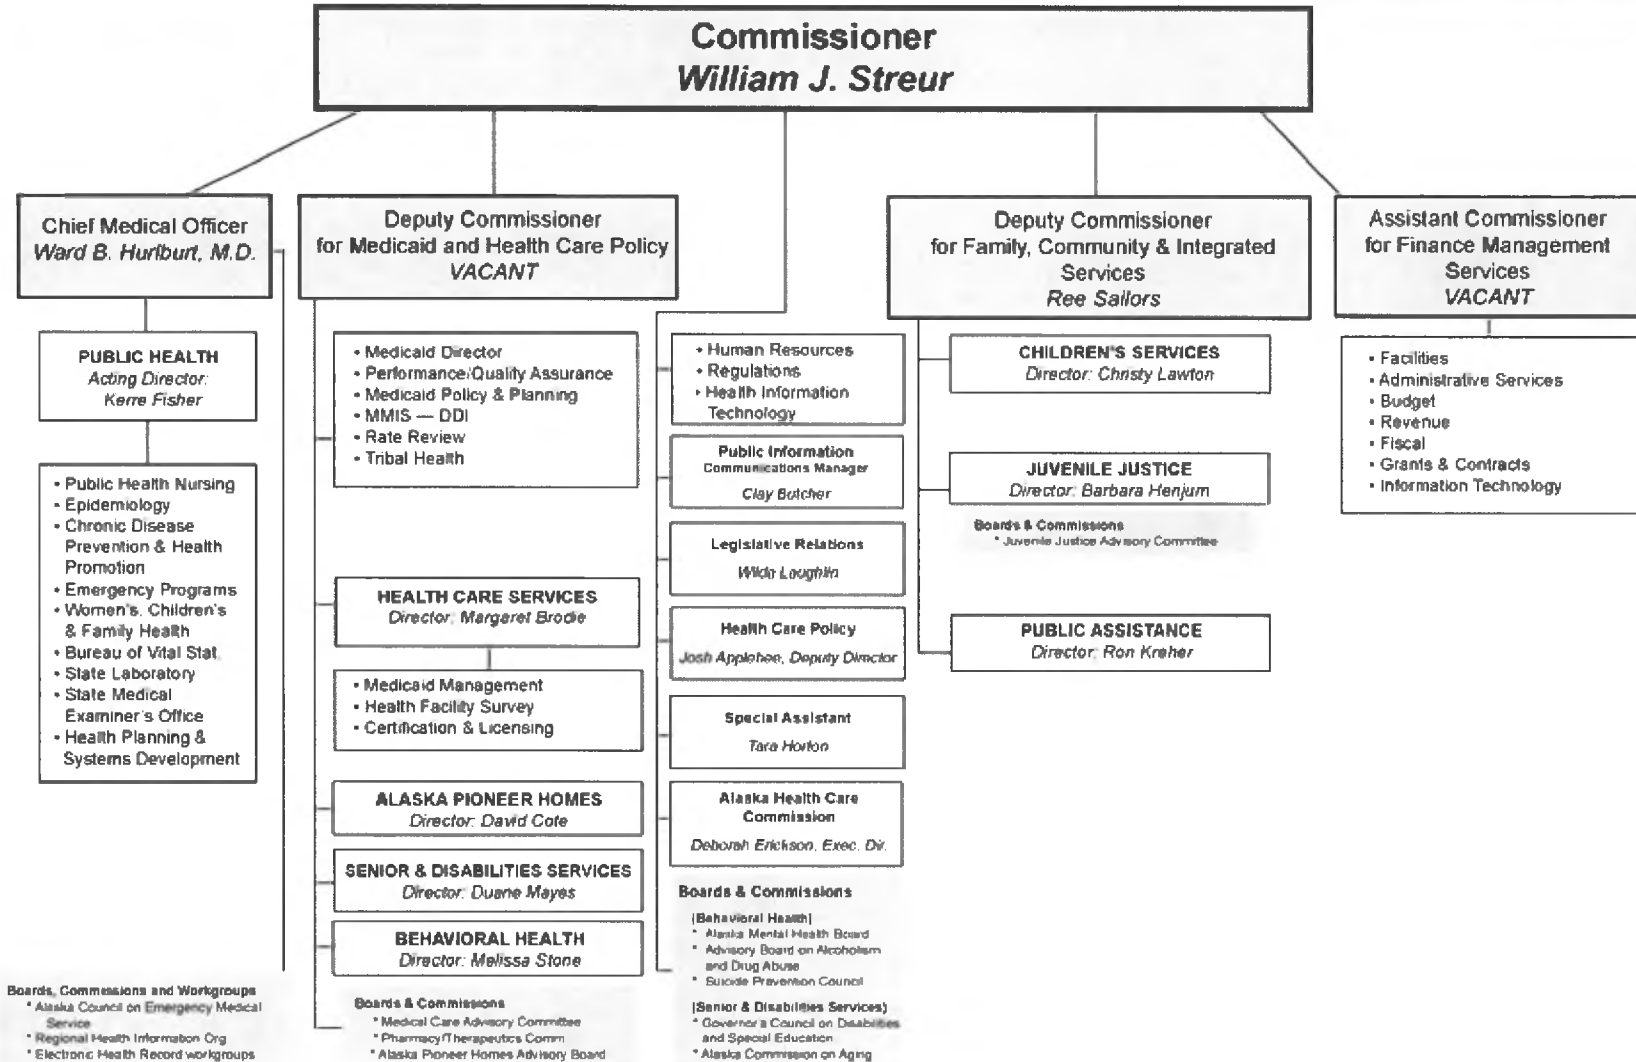 Commissioner
William J. Streur
Chief Medical Officer
Ward B. Hurlburt, M.D.
PUBLIC HEALTH
Acting Director:
Kerre Fisher
• Public Health Nursing
• Epidemiology
• Chronic Disease
Prevention & Health
Promotion
• Emergency Programs
• Women's, Children's
& Family Health
• Bureau of Vital Stat.
• State Laboratory
• State Medical
Examiner's Office
• Health Planning &
Systems Development
Boards, Commissions and Workgroups
* Alaska Council on Emergency Medical
Service
* Regional Health Information Org
* Electronic Health Record workgroups
Deputy Commissioner
for Medicaid and Health Care Policy
VACANT
• Medicaid Director
• Performance/Quality Assurance
• Medicaid Policy & Planning
• MMIS — DDI
• Rate Review
• Tribal Health
HEALTH CARE SERVICES
Director: Margaret Brodie
• Medicaid Management
• Health Facility Survey
• Certification & Licensing
ALASKA PIONEER HOMES
Director: David Cote
SENIOR & DISABILITIES SERVICES
Director: Duane Mayes
BEHAVIORAL HEALTH
Director: Melissa Stone
Boards & Commissions
* Medical Care Advisory Committee
* Pharmacy/Therapeutics Comm
* Alaska Pioneer Homes Advisory Board
• Human Resources
• Regulations
• Health Information
Technology
Public Information
Communications Manager
Clay Butcher
Legislative Relations
Wilda Laughlin
Health Care Policy
Josh Applebee, Deputy Director
Special Assistant
Tara Horton
Alaska Health Care
Commission
Deborah Erickson, Exec. Dir.
Boards & Commissions
(Behavioral Health)
* Alaska Mental Health Board
* Advisory Board on Alcoholism
and Drug Abuse
* Suicide Prevention Council
(Senior & Disabilities Services)
* Governor's Council on Disabilities
and Special Education
* Alaska Commission on Aging
Deputy Commissioner
for Family, Community & Integrated
Services
Ree Sailors
CHILDREN'S SERVICES
Director: Christy Lawton
JUVENILE JUSTICE
Director: Barbara Henjum
Boards & Commissions
* Juvenile Justice Advisory Committee
PUBLIC ASSISTANCE
Director: Ron Kreher
Assistant Commissioner
for Finance Management
Services
VACANT
• Facilities
• Administrative Services
• Budget
• Revenue
• Fiscal
• Grants & Contracts
• Information Technology